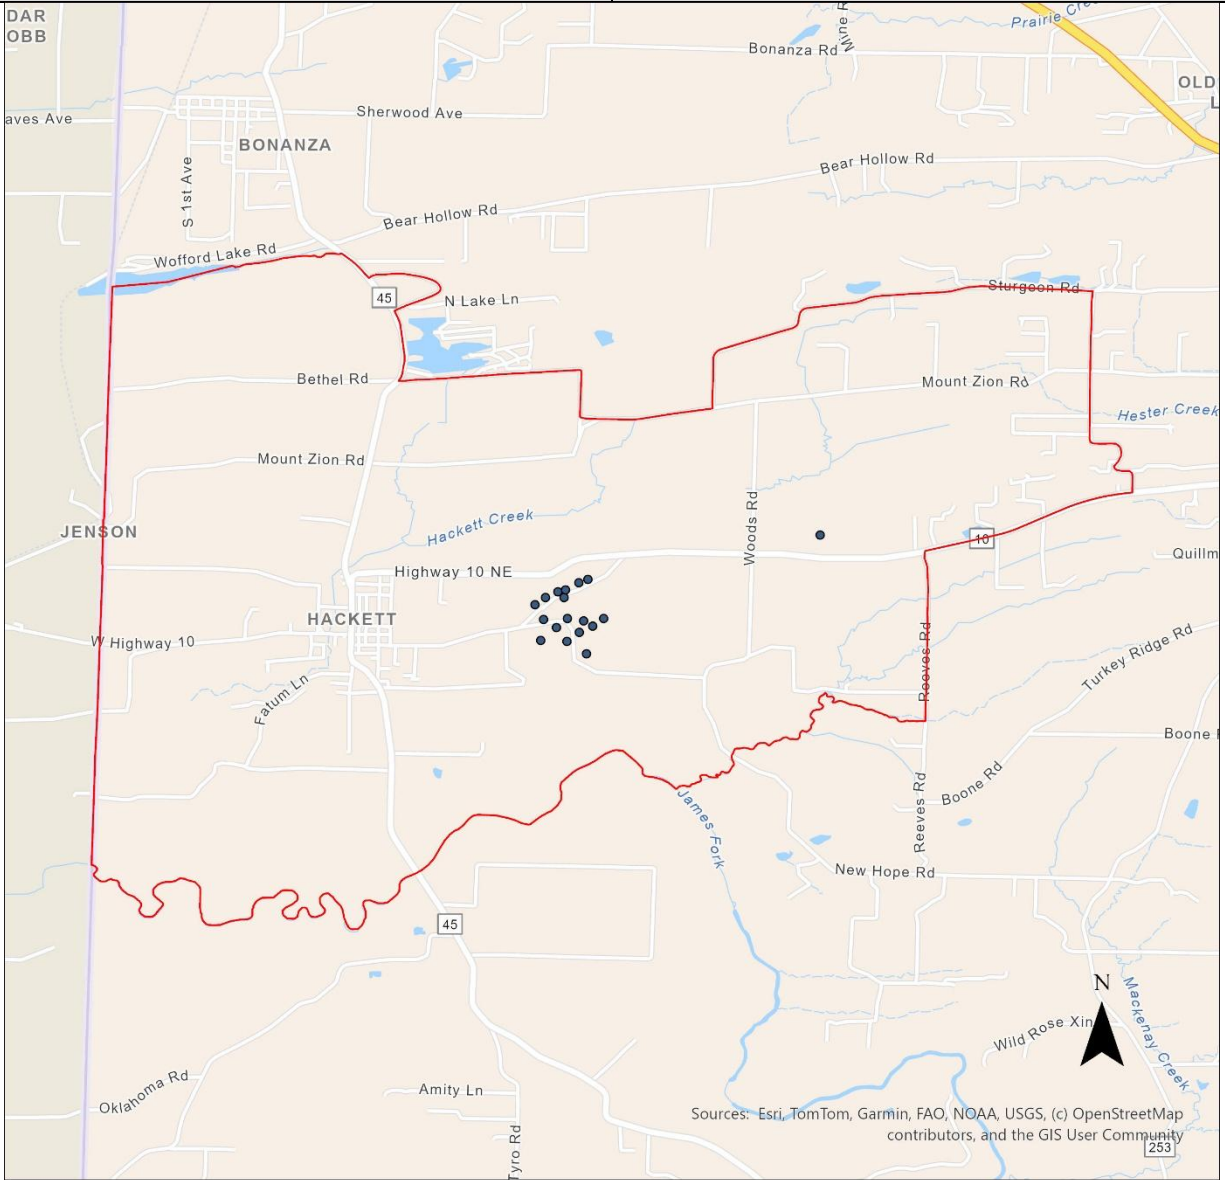 DAR
OBB
Prairie Cre
Mine R
Bonanza Rd
OLD
L
aves Ave
Sherwood Ave
BONANZA
S 1st Ave
Bear Hollow Rd
Bear Hollow Rd
Wofford Lake Rd
45
N Lake Ln
Sturgeon Rd
Bethel Rd
Mount Zion Rd
Hester Creek
Mount Zion Rd
Hackett Creek
Woods Rd
JENSON
10
Quillm
Highway 10 NE
HACKETT
W Highway 10
Reeves Rd
Turkey Ridge Rd
Fatum Ln
Boone R
James Fork
Boone Rd
Reeves Rd
New Hope Rd
45
N
Mackenay Creek
Wild Rose Xin
Oklahoma Rd
Amity Ln
Tyro Rd
Sources: Esri, TomTom, Garmin, FAO, NOAA, USGS, (c) OpenStreetMap
contributors, and the GIS User Community
253